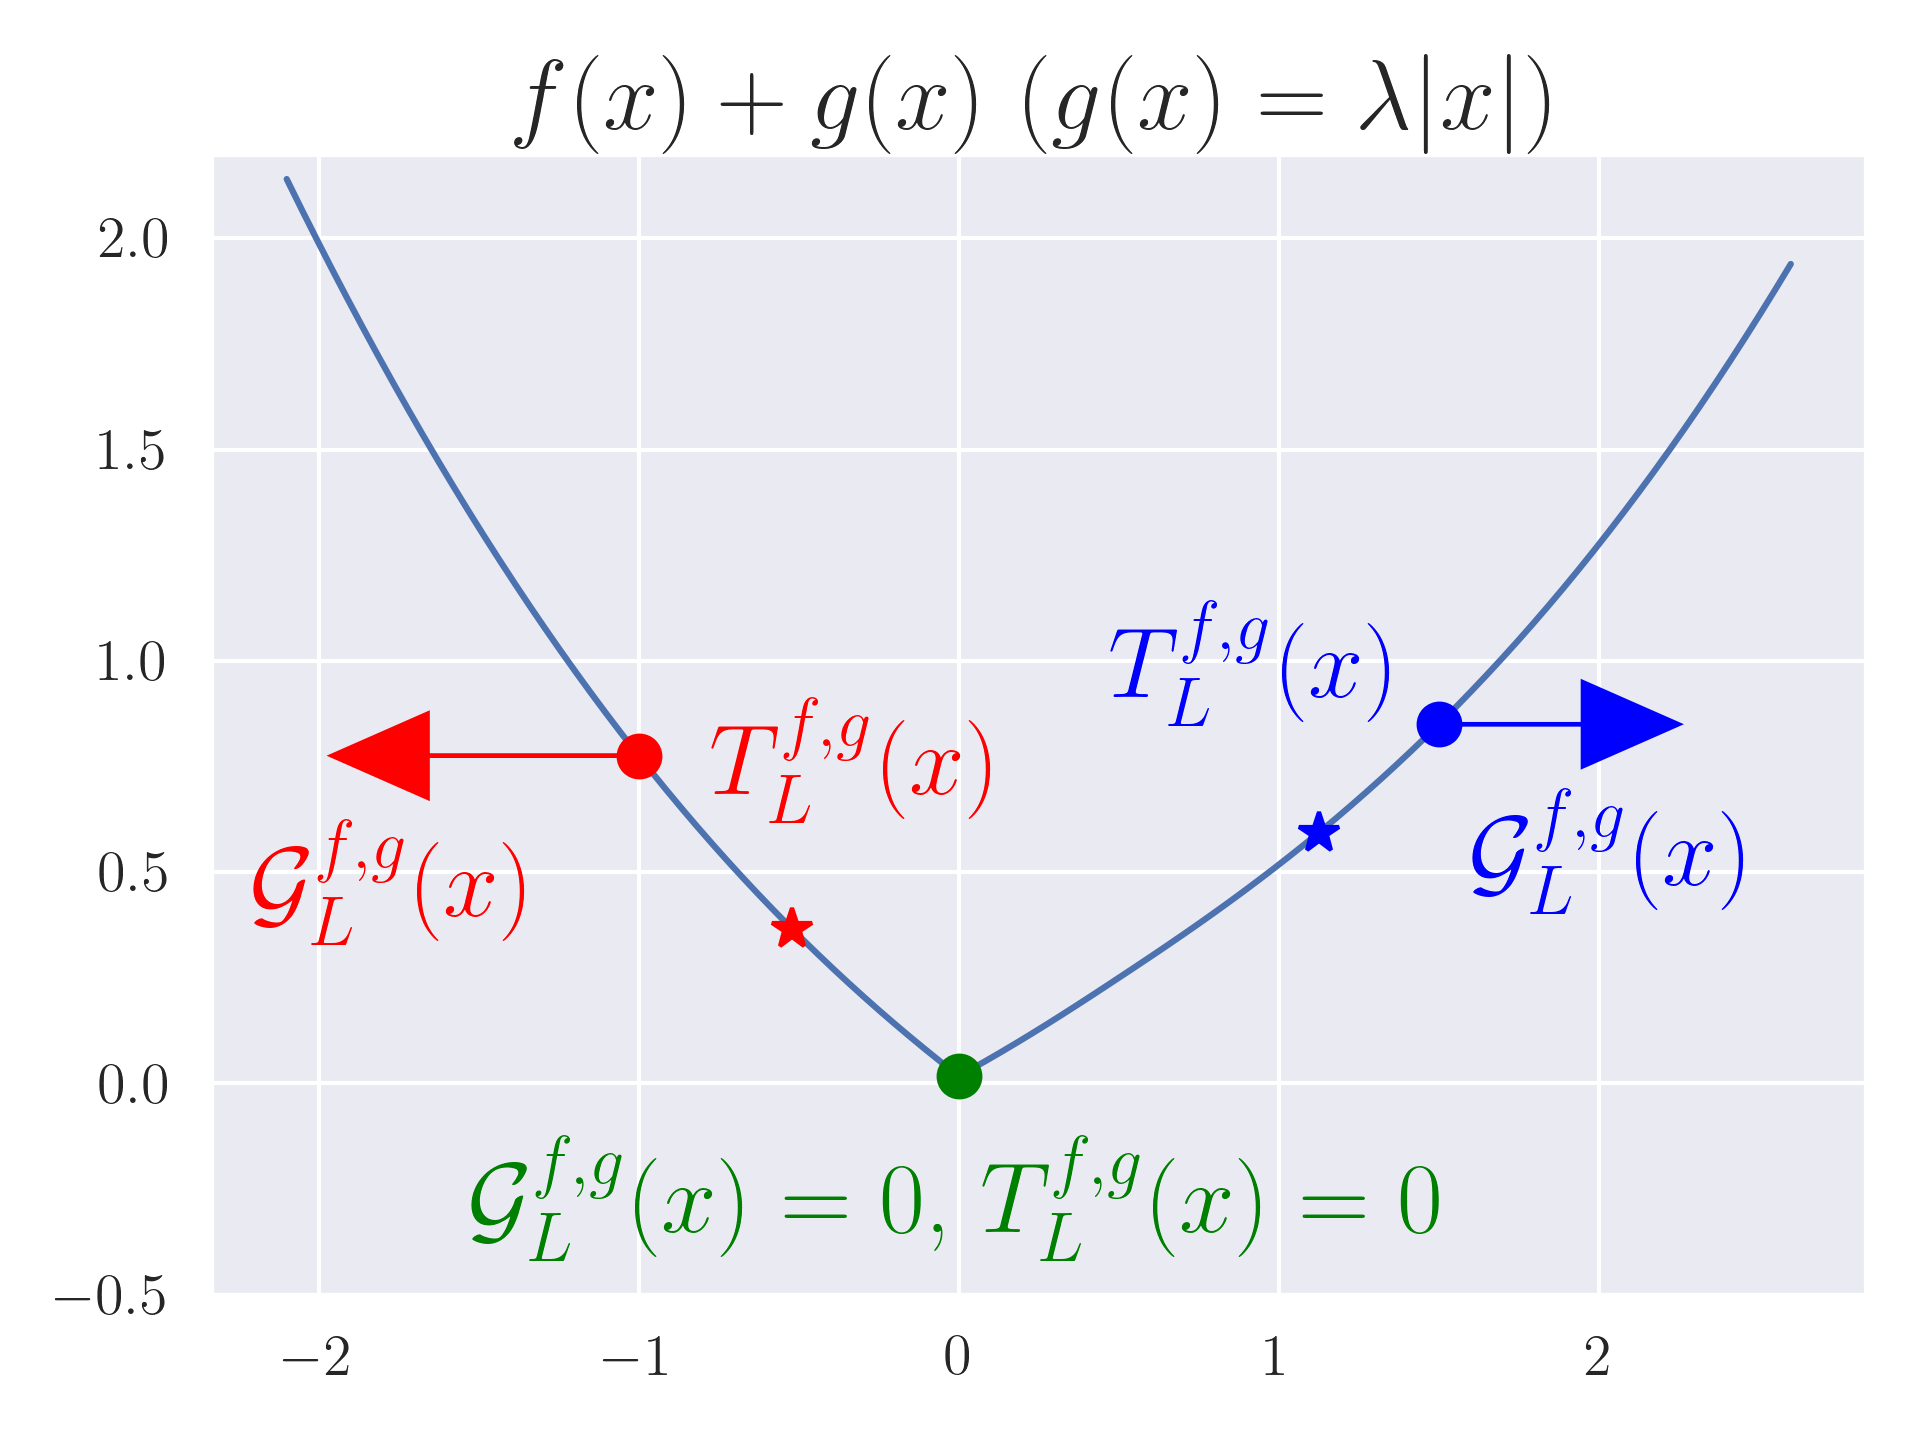 f(x) + g(x) (g(x) = λ|x|)
2.0
1.5
1.0
0.5
0.0
−0.5
T_L^{f,g}(x)
T_L^{f,g}(x)
𝒢_L^{f,g}(x)
𝒢_L^{f,g}(x)
𝒢_L^{f,g}(x) = 0, T_L^{f,g}(x) = 0
−2 −1 0 1 2